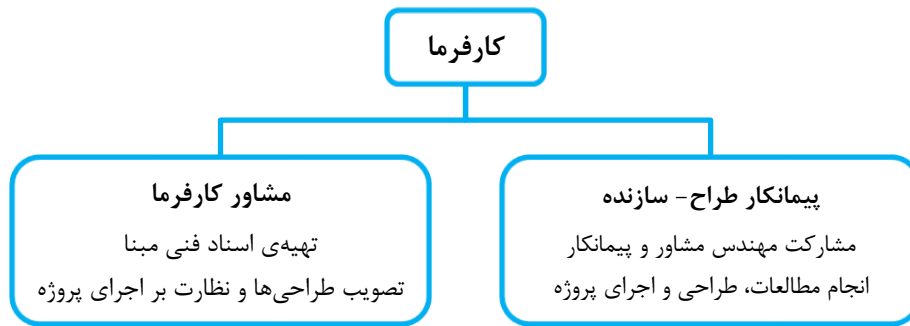 کارفرما
پیمانکار طراح- سازنده
مشارکت مهندس مشاور و پیمانکار
انجام مطالعات، طراحی و اجرای پروژه
مشاور کارفرما
تهیه‌ی اسناد فنی مبنا
تصویب طراحی‌ها و نظارت بر اجرای پروژه